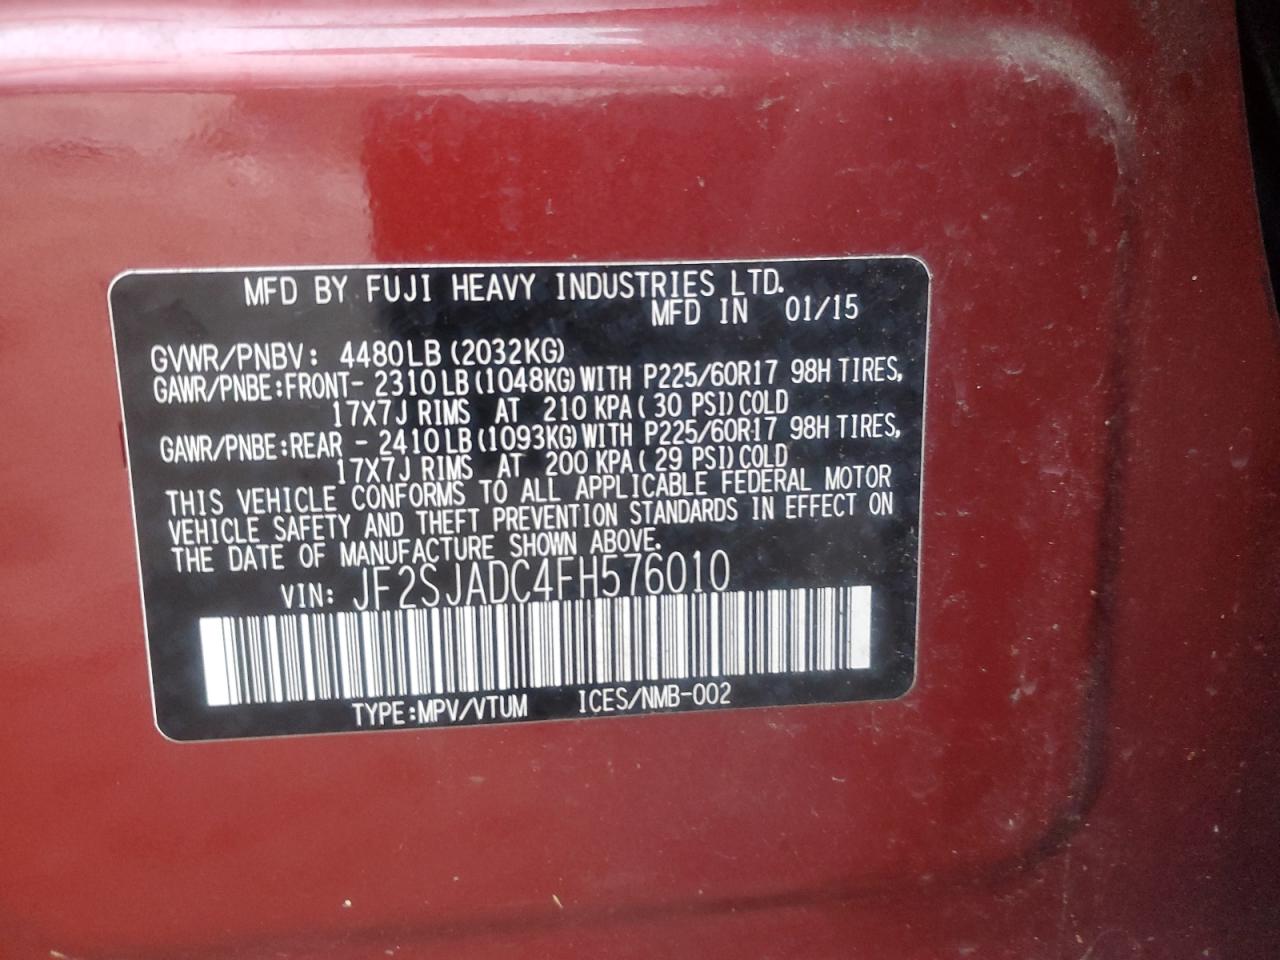 MFD BY FUJI HEAVY INDUSTRIES LTD.
MFD IN 01/15
GVWR/PNBV: 4480LB (2032KG)
GAWR/PNBE:FRONT- 2310LB(1048KG)WITH P225/60R17 98H TIRES,
17X7J RIMS AT 210 KPA( 30 PSI)COLD
GAWR/PNBE:REAR - 2410LB(1093KG)WITH P225/60R17 98H TIRES,
17X7J RIMS AT 200 KPA( 29 PSI)COLD
THIS VEHICLE CONFORMS TO ALL APPLICABLE FEDERAL MOTOR
VEHICLE SAFETY AND THEFT PREVENTION STANDARDS IN EFFECT ON
THE DATE OF MANUFACTURE SHOWN ABOVE.
VIN: JF2SJADC4FH576010
TYPE:MPV/VTUM ICES/NMB-002